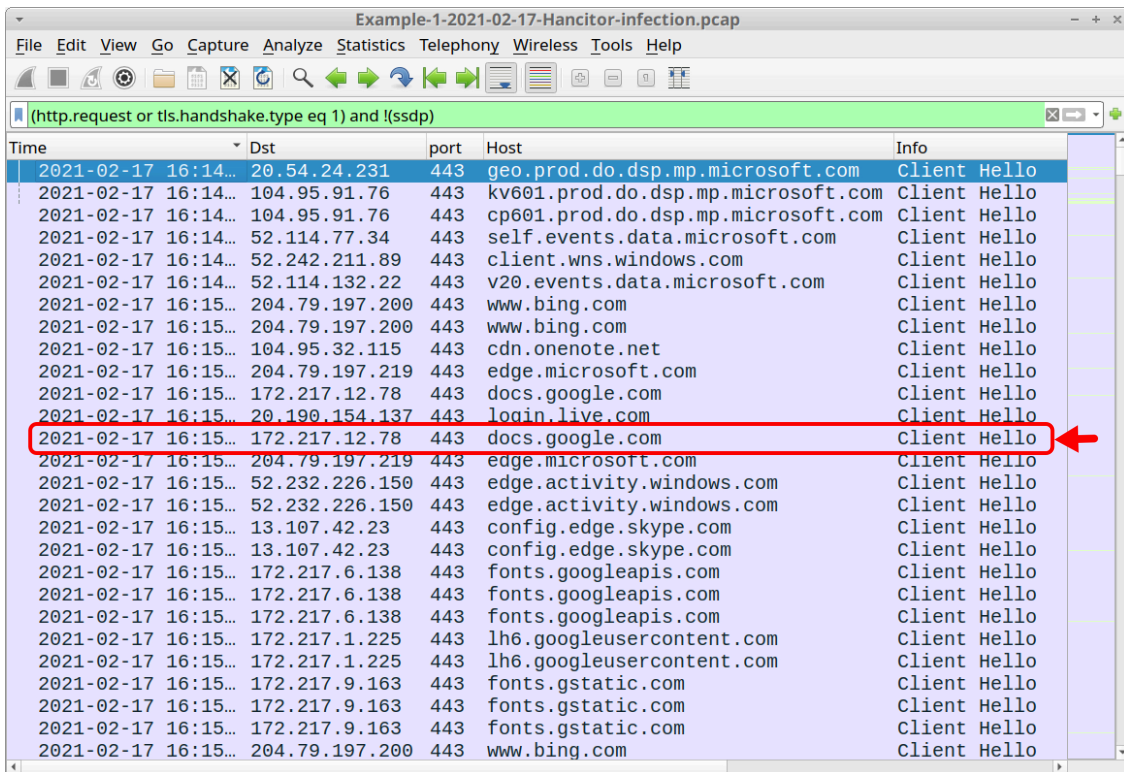 Example-1-2021-02-17-Hancitor-infection.pcap
File Edit View Go Capture Analyze Statistics Telephony Wireless Tools Help
(http.request or tls.handshake.type eq 1) and !(ssdp)
Time Dst port Host Info
2021-02-17 16:14… 20.54.24.231 443 geo.prod.do.dsp.mp.microsoft.com Client Hello
2021-02-17 16:14… 104.95.91.76 443 kv601.prod.do.dsp.mp.microsoft.com Client Hello
2021-02-17 16:14… 104.95.91.76 443 cp601.prod.do.dsp.mp.microsoft.com Client Hello
2021-02-17 16:14… 52.114.77.34 443 self.events.data.microsoft.com Client Hello
2021-02-17 16:14… 52.242.211.89 443 client.wns.windows.com Client Hello
2021-02-17 16:14… 52.114.132.22 443 v20.events.data.microsoft.com Client Hello
2021-02-17 16:15… 204.79.197.200 443 www.bing.com Client Hello
2021-02-17 16:15… 204.79.197.200 443 www.bing.com Client Hello
2021-02-17 16:15… 104.95.32.115 443 cdn.onenote.net Client Hello
2021-02-17 16:15… 204.79.197.219 443 edge.microsoft.com Client Hello
2021-02-17 16:15… 172.217.12.78 443 docs.google.com Client Hello
2021-02-17 16:15… 20.190.154.137 443 login.live.com Client Hello
2021-02-17 16:15… 172.217.12.78 443 docs.google.com Client Hello
2021-02-17 16:15… 204.79.197.219 443 edge.microsoft.com Client Hello
2021-02-17 16:15… 52.232.226.150 443 edge.activity.windows.com Client Hello
2021-02-17 16:15… 52.232.226.150 443 edge.activity.windows.com Client Hello
2021-02-17 16:15… 13.107.42.23 443 config.edge.skype.com Client Hello
2021-02-17 16:15… 13.107.42.23 443 config.edge.skype.com Client Hello
2021-02-17 16:15… 172.217.6.138 443 fonts.googleapis.com Client Hello
2021-02-17 16:15… 172.217.6.138 443 fonts.googleapis.com Client Hello
2021-02-17 16:15… 172.217.6.138 443 fonts.googleapis.com Client Hello
2021-02-17 16:15… 172.217.1.225 443 lh6.googleusercontent.com Client Hello
2021-02-17 16:15… 172.217.1.225 443 lh6.googleusercontent.com Client Hello
2021-02-17 16:15… 172.217.9.163 443 fonts.gstatic.com Client Hello
2021-02-17 16:15… 172.217.9.163 443 fonts.gstatic.com Client Hello
2021-02-17 16:15… 172.217.9.163 443 fonts.gstatic.com Client Hello
2021-02-17 16:15… 204.79.197.200 443 www.bing.com Client Hello